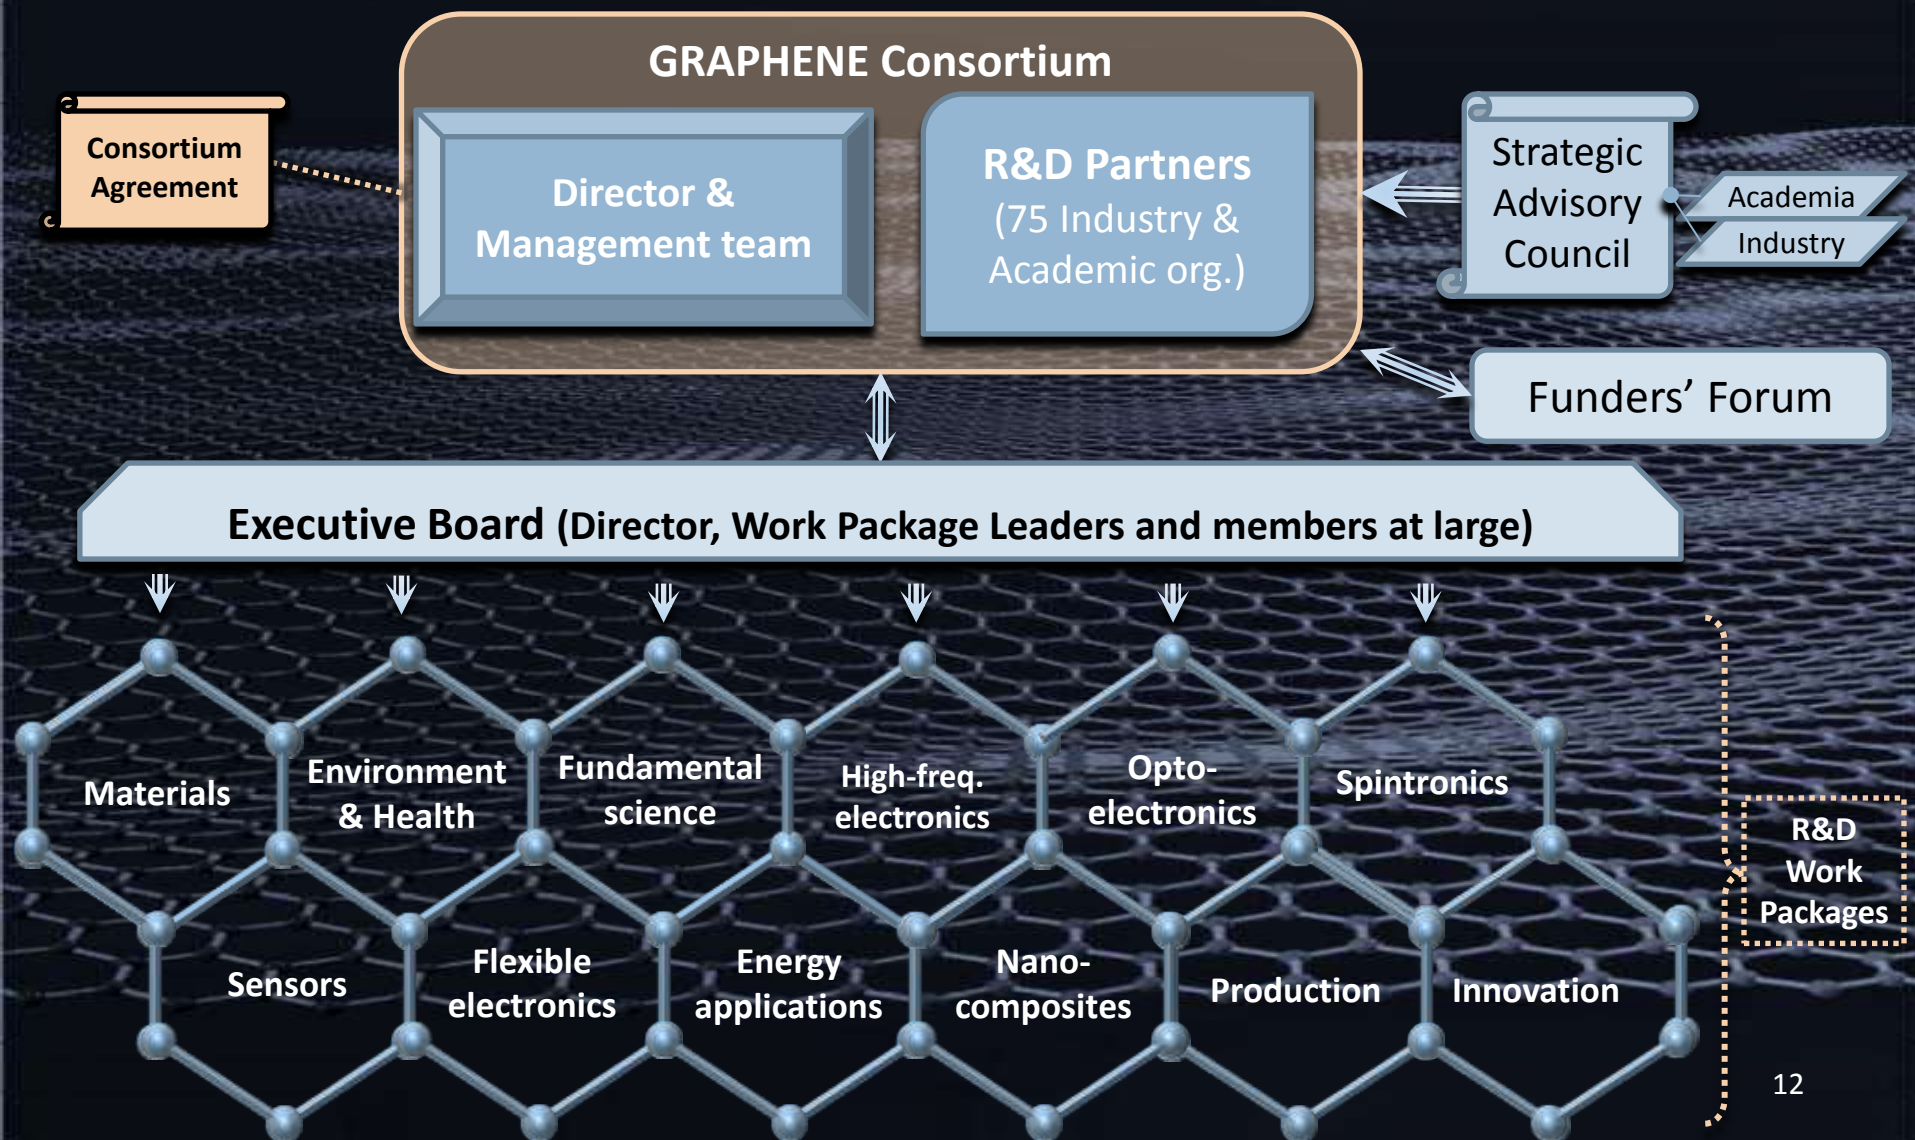 GRAPHENE Consortium
Consortium
Agreement
Director &
Management team
R&D Partners
(75 Industry &
Academic org.)
Strategic
Advisory
Council
Academia
Industry
Funders’ Forum
Executive Board (Director, Work Package Leaders and members at large)
Materials
Environment
& Health
Fundamental
science
High-freq.
electronics
Opto-
electronics
Spintronics
R&D
Work
Packages
Sensors
Flexible
electronics
Energy
applications
Nano-
composites
Production
Innovation
12